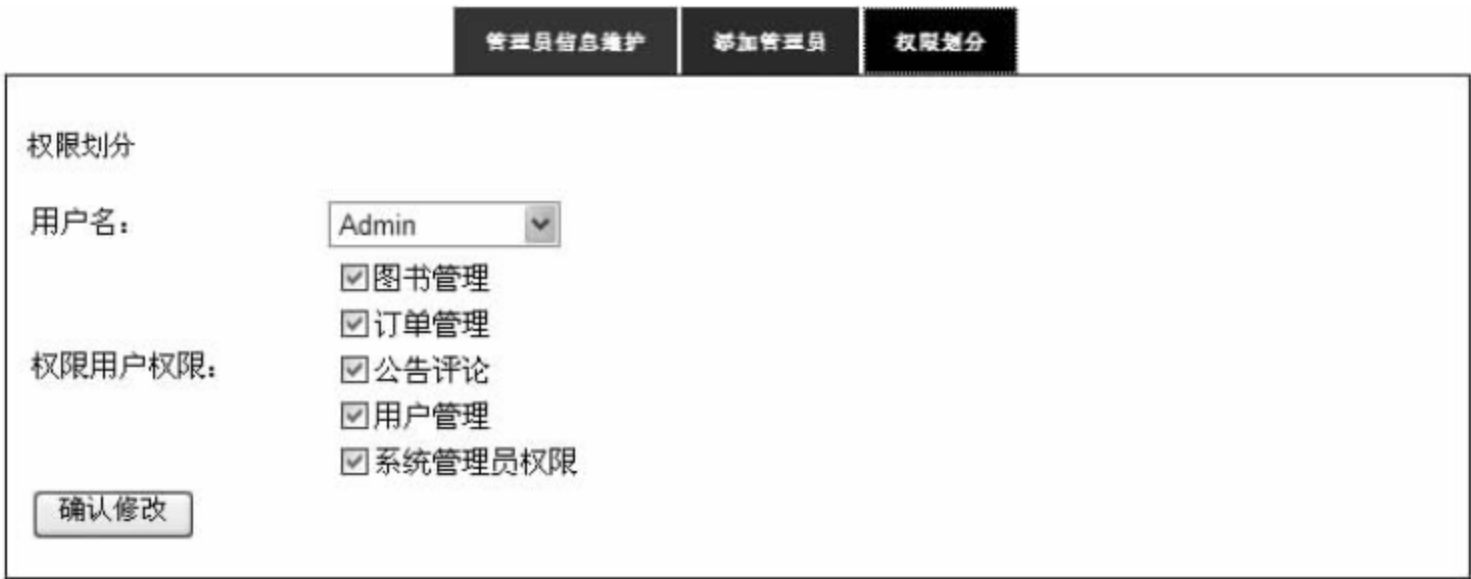 管理员信息维护 添加管理员 权限划分
权限划分
用户名： Admin
图书管理
订单管理
权限用户权限： 公告评论
用户管理
系统管理员权限
确认修改